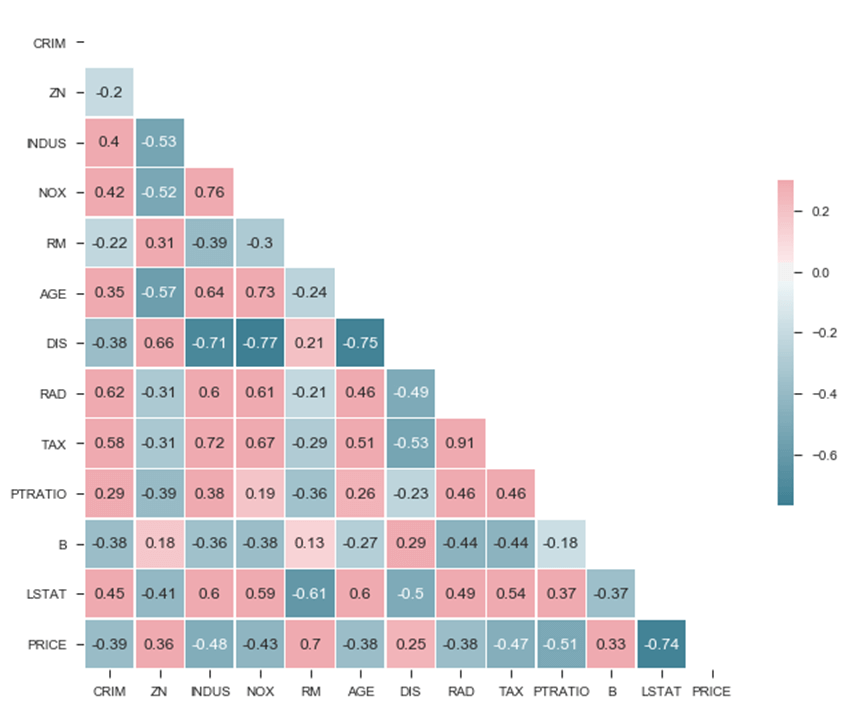 CRIM
ZN -0.2
INDUS 0.4 -0.53
NOX 0.42 -0.52 0.76
0.2
RM -0.22 0.31 -0.39 -0.3
0.0
AGE 0.35 -0.57 0.64 0.73 -0.24
-0.2
DIS -0.38 0.66 -0.71 -0.77 0.21 -0.75
RAD 0.62 -0.31 0.6 0.61 -0.21 0.46 -0.49
-0.4
TAX 0.58 -0.31 0.72 0.67 -0.29 0.51 -0.53 0.91
-0.6
PTRATIO 0.29 -0.39 0.38 0.19 -0.36 0.26 -0.23 0.46 0.46
B -0.38 0.18 -0.36 -0.38 0.13 -0.27 0.29 -0.44 -0.44 -0.18
LSTAT 0.45 -0.41 0.6 0.59 -0.61 0.6 -0.5 0.49 0.54 0.37 -0.37
PRICE -0.39 0.36 -0.48 -0.43 0.7 -0.38 0.25 -0.38 -0.47 -0.51 0.33 -0.74
CRIM ZN INDUS NOX RM AGE DIS RAD TAX PTRATIO B LSTAT PRICE